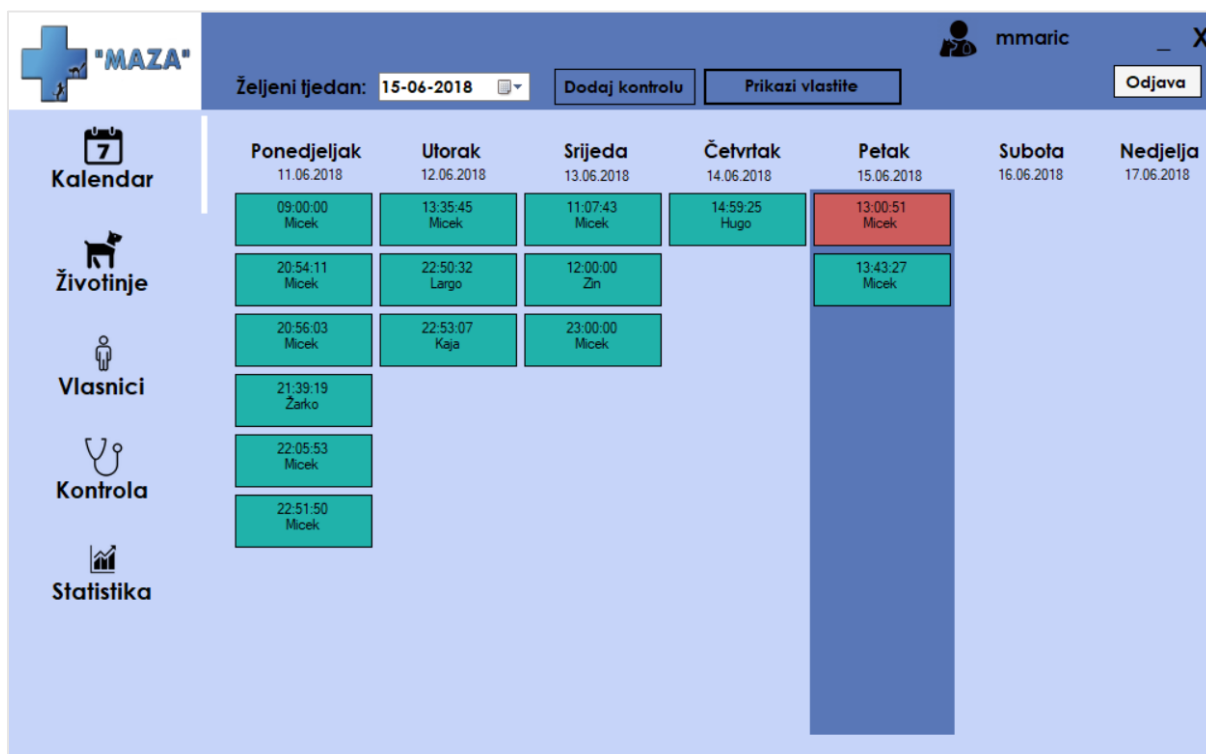 "MAZA"
mmaric
_ X
Željeni tjedan: 15-06-2018
Dodaj kontrolu
Prikazi vlastite
Odjava
7
Kalendar
Životinje
Vlasnici
Kontrola
Statistika
Ponedjeljak
11.06.2018
09:00:00
Micek
20:54:11
Micek
20:56:03
Micek
21:39:19
Žarko
22:05:53
Micek
22:51:50
Micek
Utorak
12.06.2018
13:35:45
Micek
22:50:32
Largo
22:53:07
Kaja
Srijeda
13.06.2018
11:07:43
Micek
12:00:00
Zin
23:00:00
Micek
Četvrtak
14.06.2018
14:59:25
Hugo
Petak
15.06.2018
13:00:51
Micek
13:43:27
Micek
Subota
16.06.2018
Nedjelja
17.06.2018